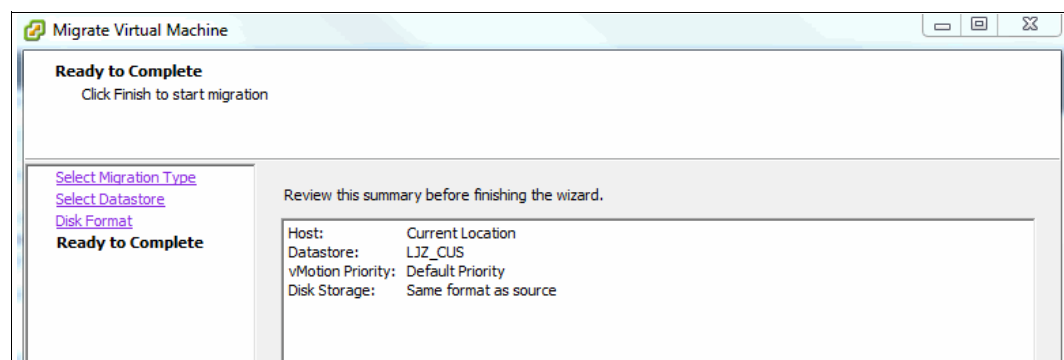 Migrate Virtual Machine
Ready to Complete
Click Finish to start migration
Select Migration Type
Select Datastore
Disk Format
Ready to Complete
Review this summary before finishing the wizard.
Host: Current Location
Datastore: LJZ_CUS
vMotion Priority: Default Priority
Disk Storage: Same format as source